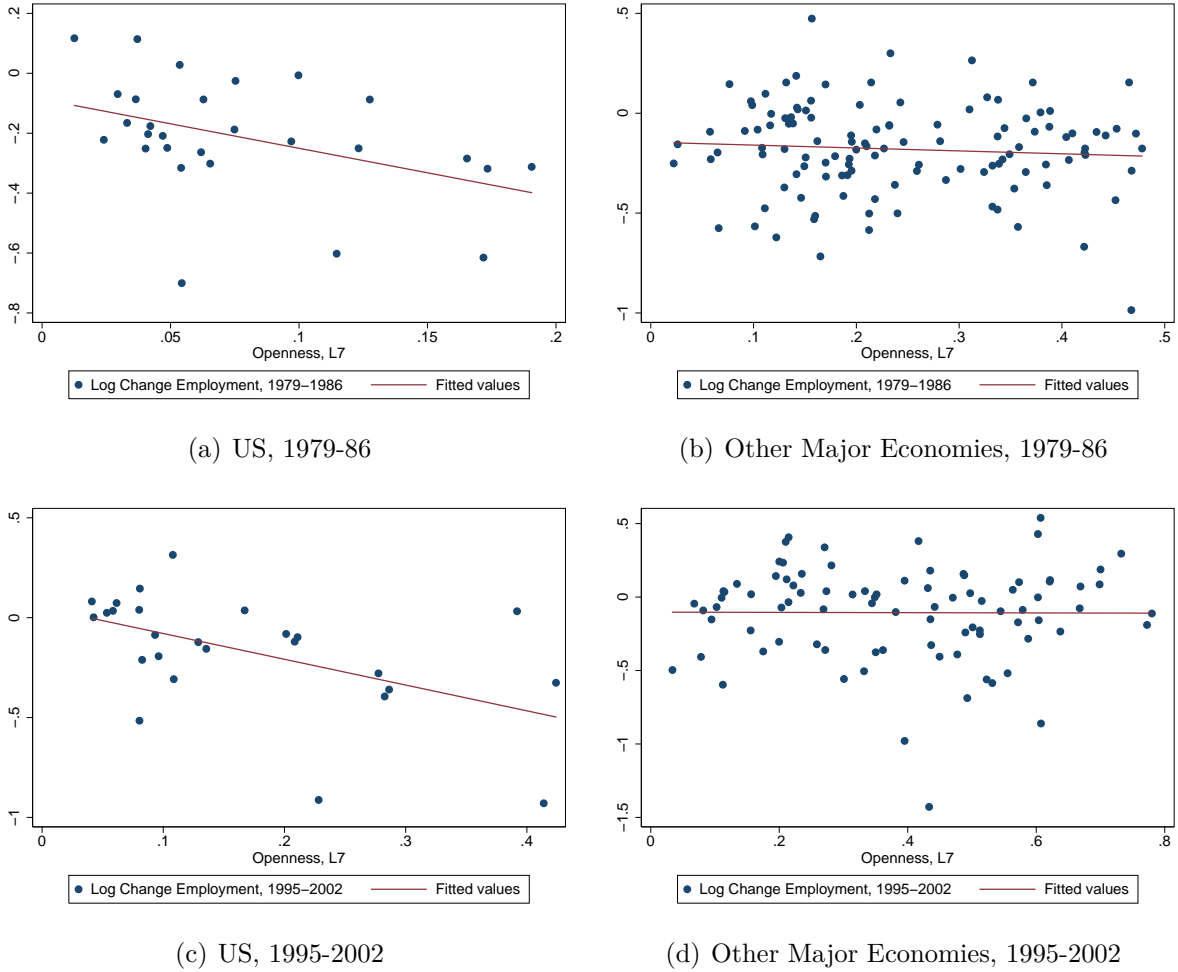 .2
0
−.2
−.4
−.6
−.8
0 .05 .1 .15 .2
Openness, L7
Log Change Employment, 1979−1986 Fitted values
(a) US, 1979-86
.5
0
−.5
−1
0 .1 .2 .3 .4 .5
Openness, L7
Log Change Employment, 1979−1986 Fitted values
(b) Other Major Economies, 1979-86
.5
0
−.5
−1
0 .1 .2 .3 .4
Openness, L7
Log Change Employment, 1995−2002 Fitted values
(c) US, 1995-2002
.5
0
−.5
−1
−1.5
0 .2 .4 .6 .8
Openness, L7
Log Change Employment, 1995−2002 Fitted values
(d) Other Major Economies, 1995-2002